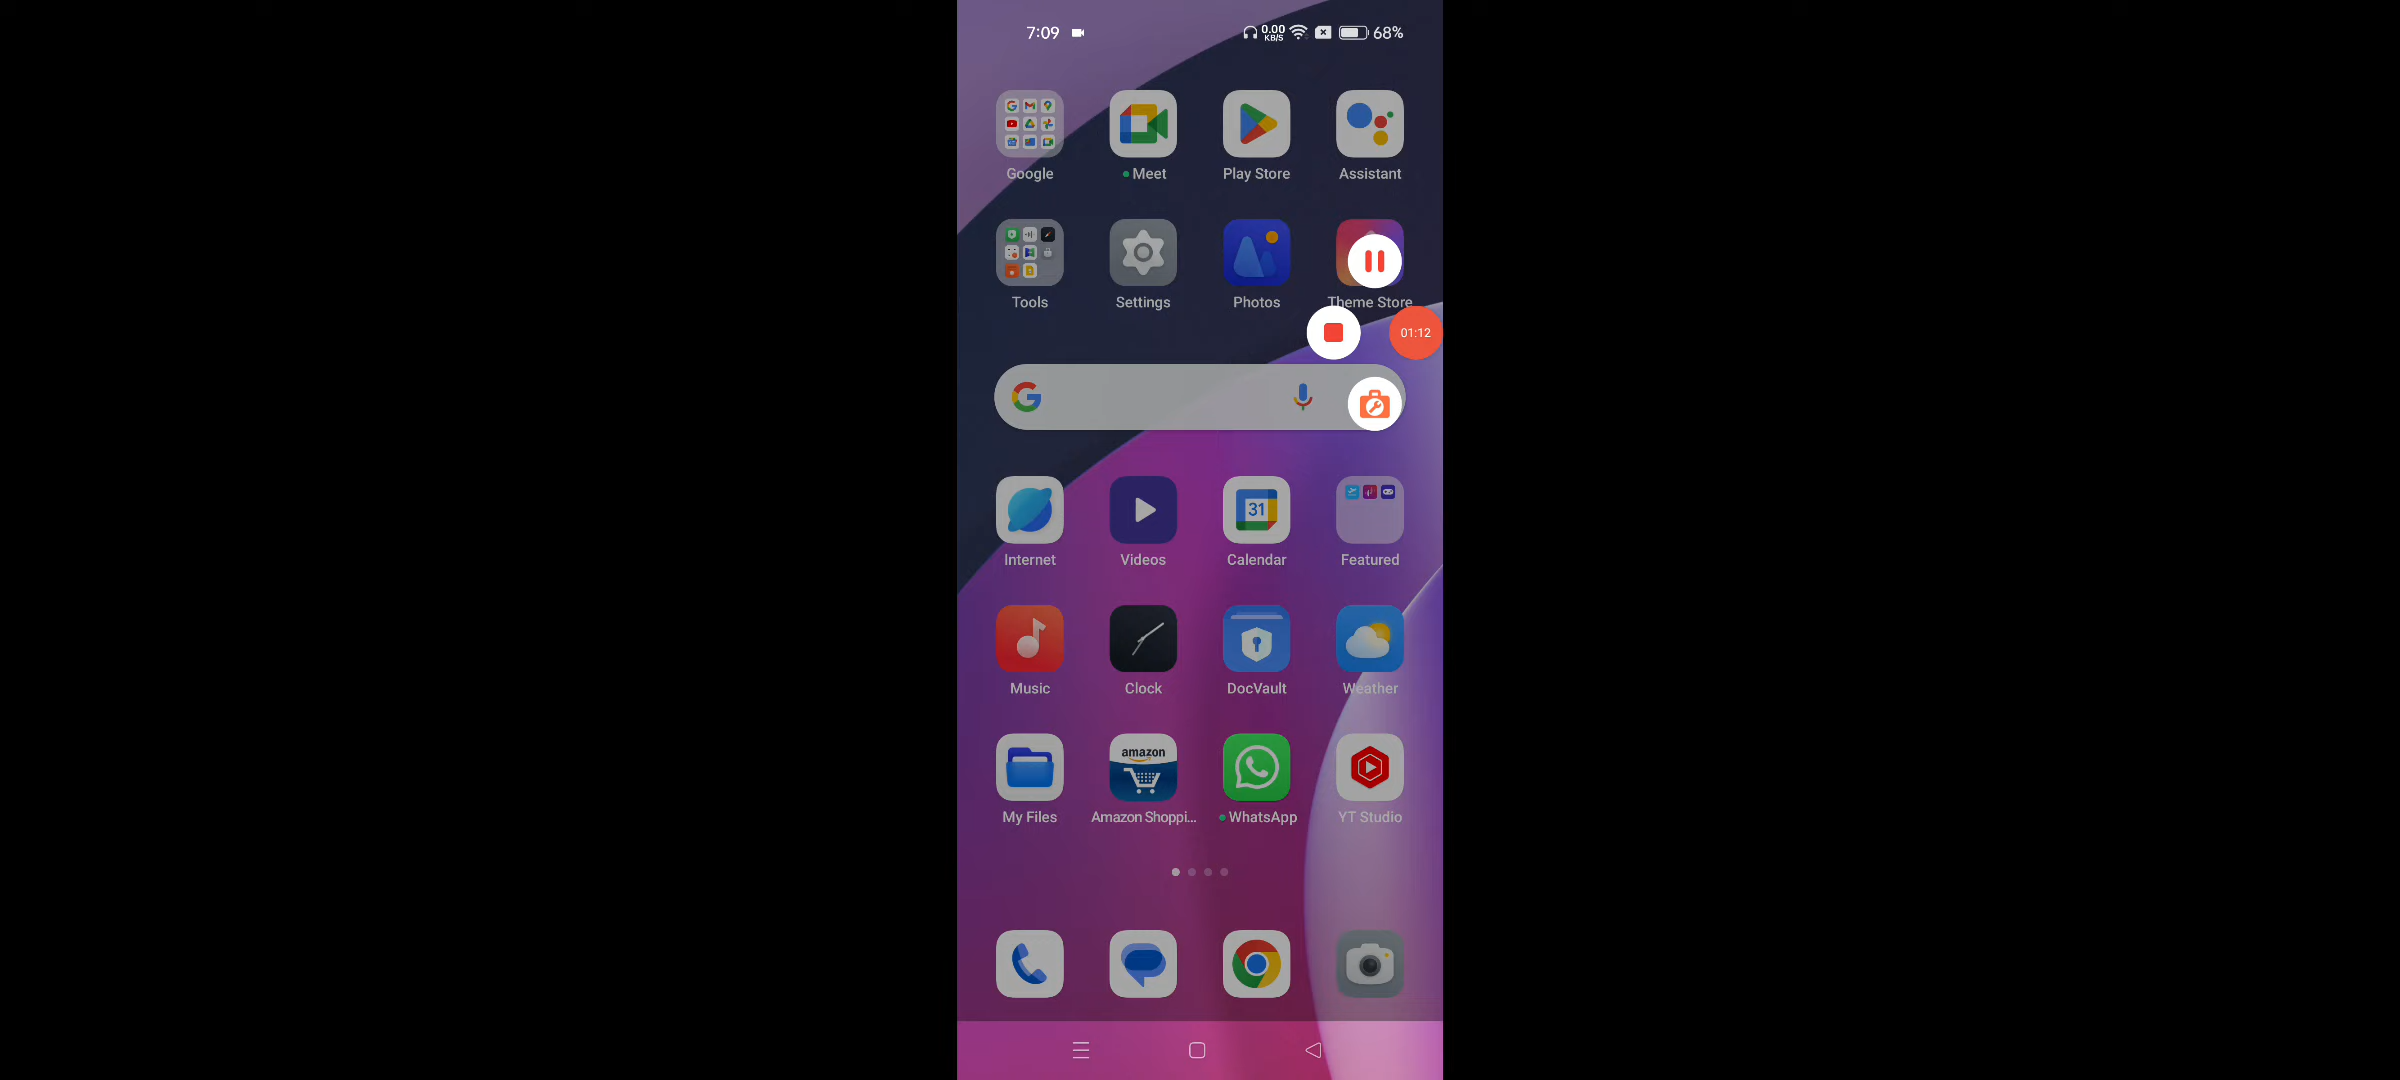 7:09 0.00 KB/S 68%
Google Meet Play Store Assistant
Tools Settings Photos Theme Store
01:12
31
Internet Videos Calendar Featured
Music Clock DocVault Weather
amazon
My Files Amazon Shoppi... WhatsApp YT Studio